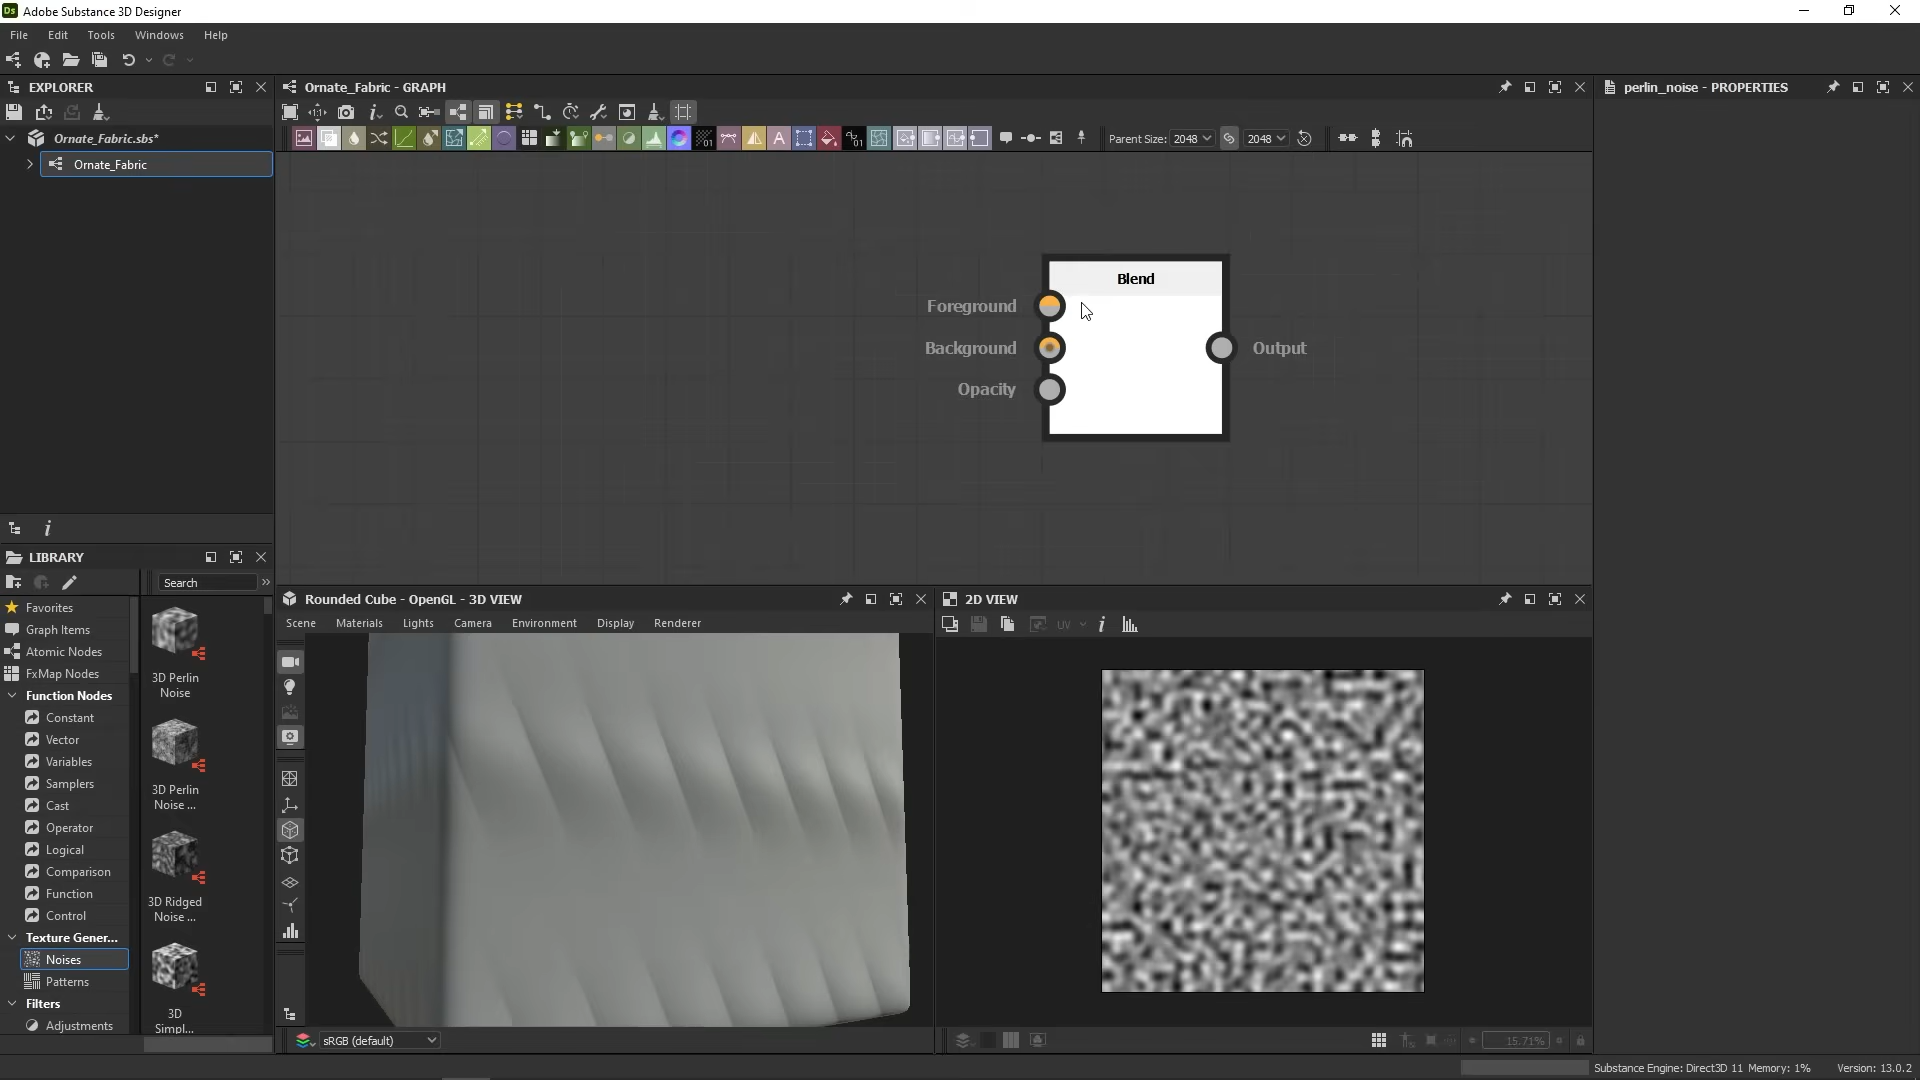 Ds Adobe Substance 3D Designer
File Edit Tools Windows Help
EXPLORER
Ornate_Fabric.sbs*
Ornate_Fabric
Ornate_Fabric - GRAPH
Parent Size: 2048 2048
Blend
Foreground
Background
Opacity
Output
perlin_noise - PROPERTIES
LIBRARY
Search
Favorites
Graph Items
Atomic Nodes
FxMap Nodes
Function Nodes
Constant
Vector
Variables
Samplers
Cast
Operator
Logical
Comparison
Function
Control
Texture Gener...
Noises
Patterns
Filters
Adjustments
3D Perlin
Noise
3D Perlin
Noise ...
3D Ridged
Noise ...
3D
Simpl...
Rounded Cube - OpenGL - 3D VIEW
Scene Materials Lights Camera Environment Display Renderer
sRGB (default)
2D VIEW
UV
15.71%
Substance Engine: Direct3D 11 Memory: 1% Version: 13.0.2